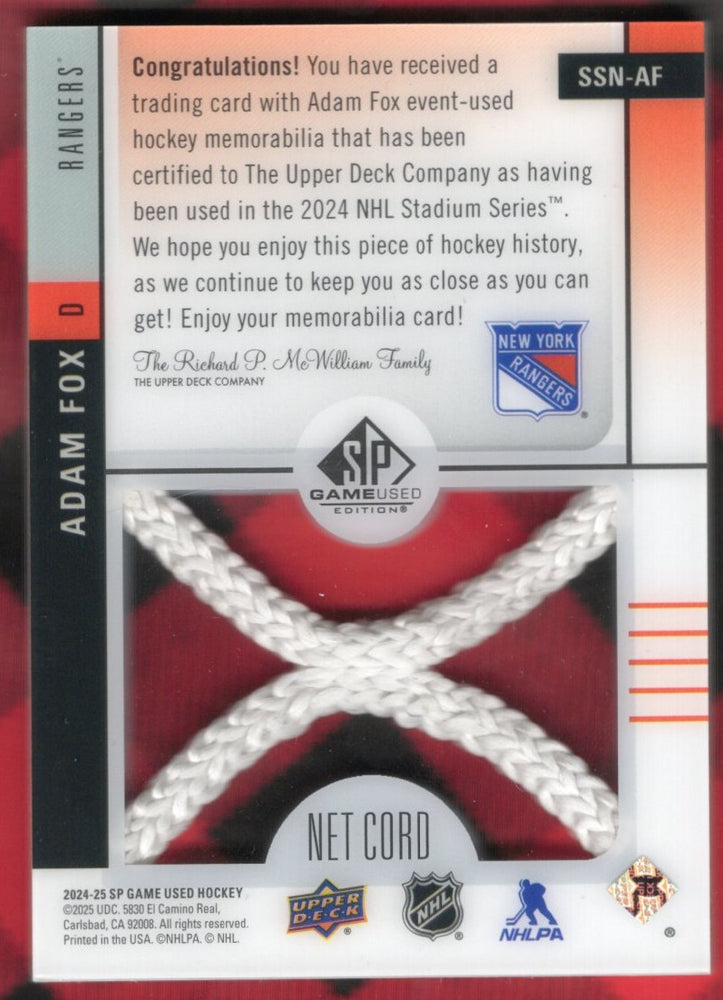 Congratulations! You have received a
trading card with Adam Fox event-used
hockey memorabilia that has been
certified to The Upper Deck Company as having
been used in the 2024 NHL Stadium Series™.
We hope you enjoy this piece of hockey history,
as we continue to keep you as close as you can
get! Enjoy your memorabilia card!
The Richard P. McWilliam Family
THE UPPER DECK COMPANY
SSN-AF
RANGERS®
D
ADAM FOX
NEW YORK
RANGERS
®
SP
GAMEUSED
EDITION®
NET CORD
2024-25 SP GAME USED HOCKEY
©2025 UDC. 5830 El Camino Real,
Carlsbad, CA 92008. All rights reserved.
Printed in the USA. ©NHLPA. © NHL.
UPPER
D·E·C·K
®
NHL
®
NHLPA
®